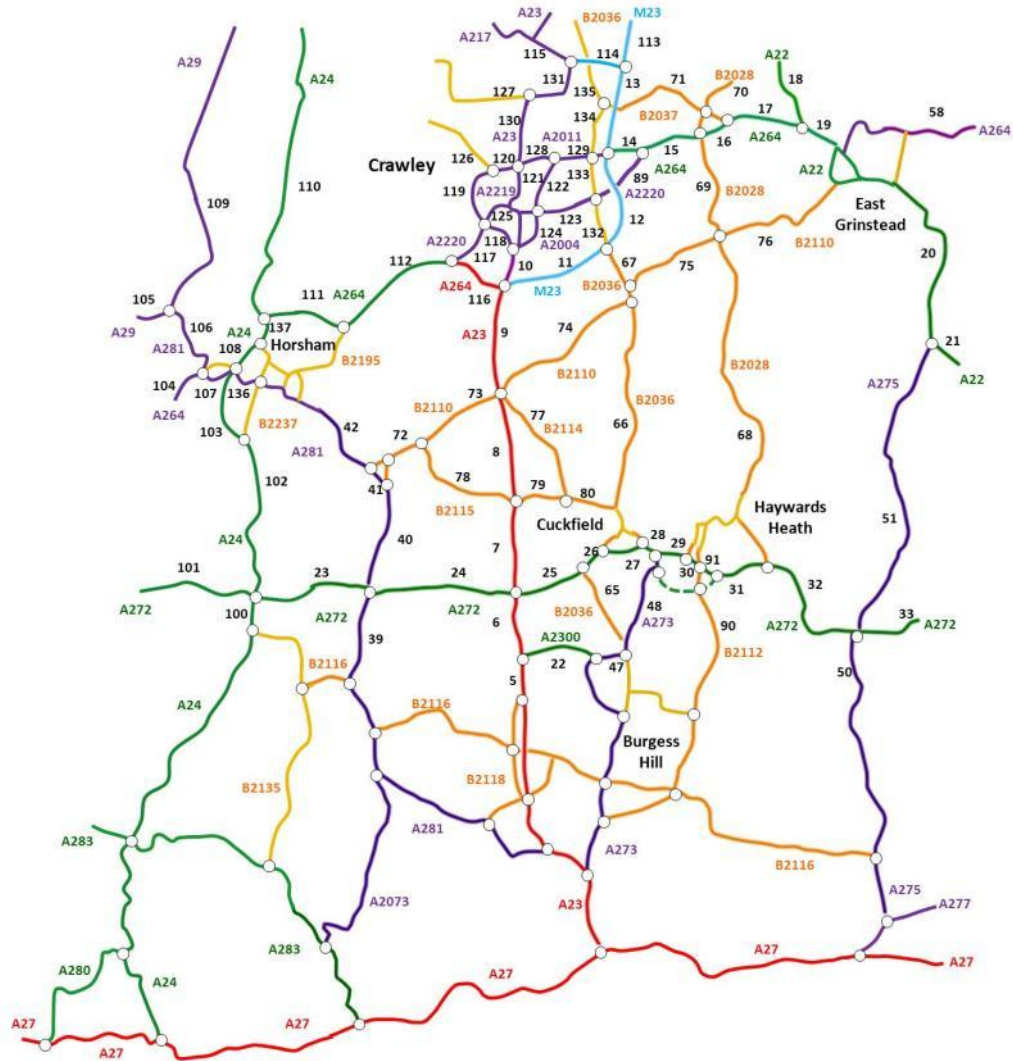 B2036
A23
M23
A217
113
115
114
A29
A24
A22
131
13
71
B2028
18
127
135
70
17
58
130
134
B2037
19
A264
A23
A2011
A264
16
128
129
14
15
Crawley
126
120
A264
121
133
89
A22
119
A2219
122
A2220
69
B2028
110
East
Grinstead
109
125
123
12
118
124
A2004
132
76
B2110
A2220
117
11
67
75
20
112
10
105
111
A264
A264
116
M23
B2036
A29
106
137
A23
9
74
A24
Horsham
21
A281
108
B2195
B2110
B2028
A22
104
107
136
A275
A264
73
B2036
103
B2237
42
B2110
77
A281
72
B2114
66
68
8
102
78
79
80
41
B2115
Haywards
Heath
51
A24
40
7
Cuckfield
28
26
29
91
101
23
24
25
27
30
31
32
A272
A272
A272
65
48
33
A272
100
6
B2036
A273
90
A272
39
A2300
B2112
B2116
22
47
50
5
A24
B2116
Burgess
Hill
B2135
B2118
A283
A281
B2116
A273
A2073
A23
A275
A277
A283
A280
A24
A27
A27
A27
A27
A27
A27